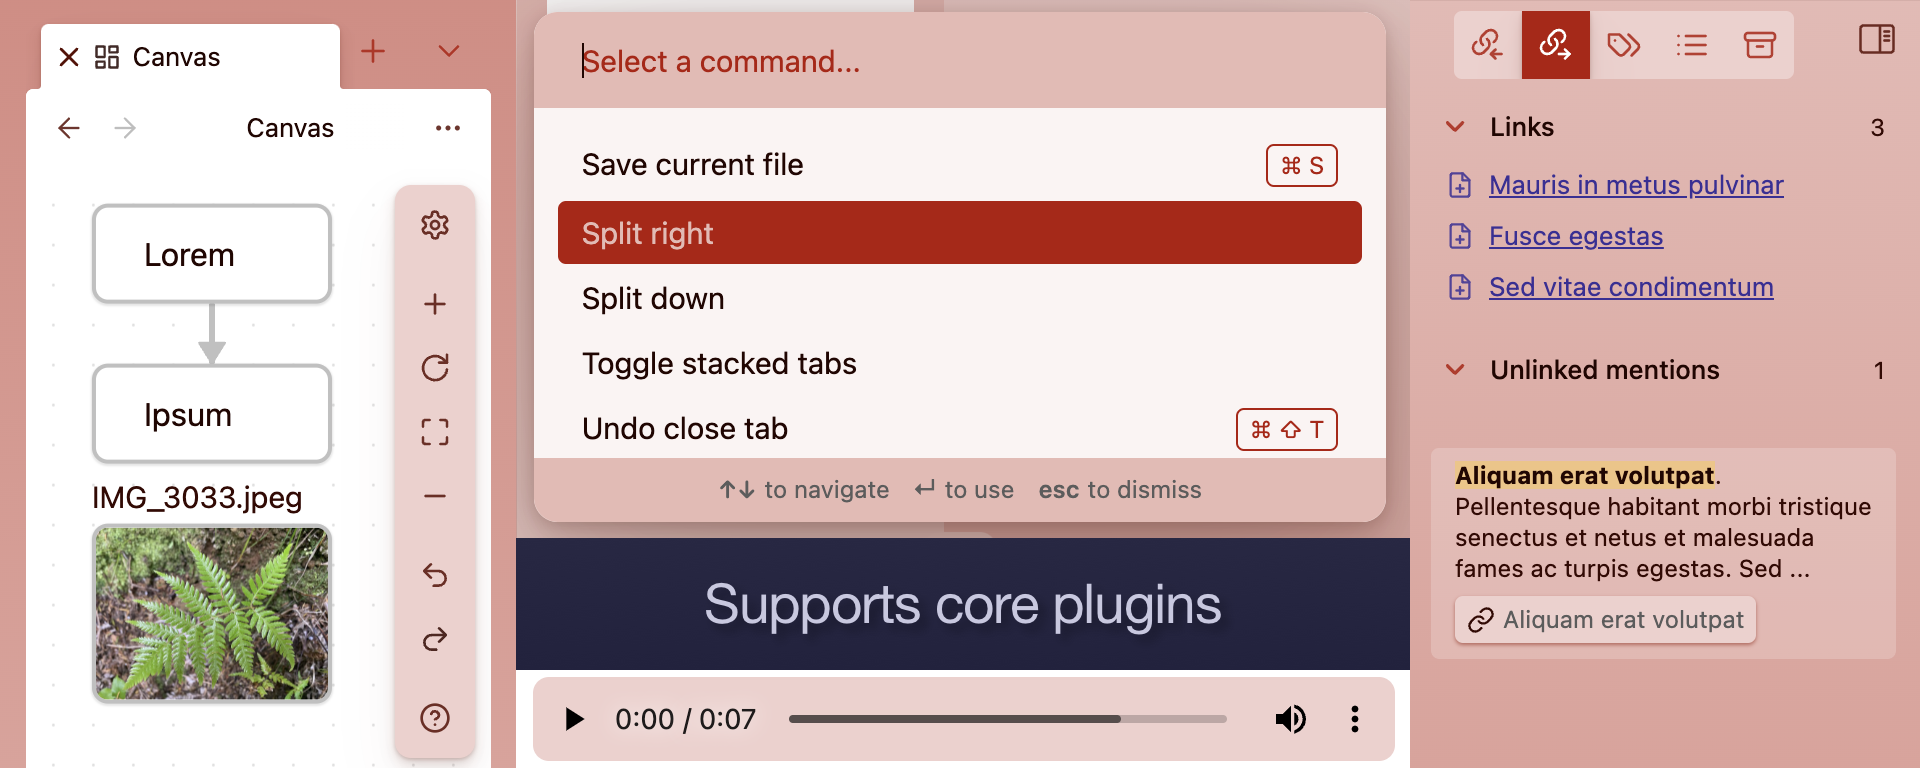 Canvas
Canvas
Lorem
Ipsum
IMG_3033.jpeg
Select a command...
Save current file ⌘ S
Split right
Split down
Toggle stacked tabs
Undo close tab ⌘ ⇧ T
↑↓ to navigate ↵ to use esc to dismiss
Supports core plugins
0:00 / 0:07
Links 3
Mauris in metus pulvinar
Fusce egestas
Sed vitae condimentum
Unlinked mentions 1
Aliquam erat volutpat.
Pellentesque habitant morbi tristique
senectus et netus et malesuada
fames ac turpis egestas. Sed ...
Aliquam erat volutpat